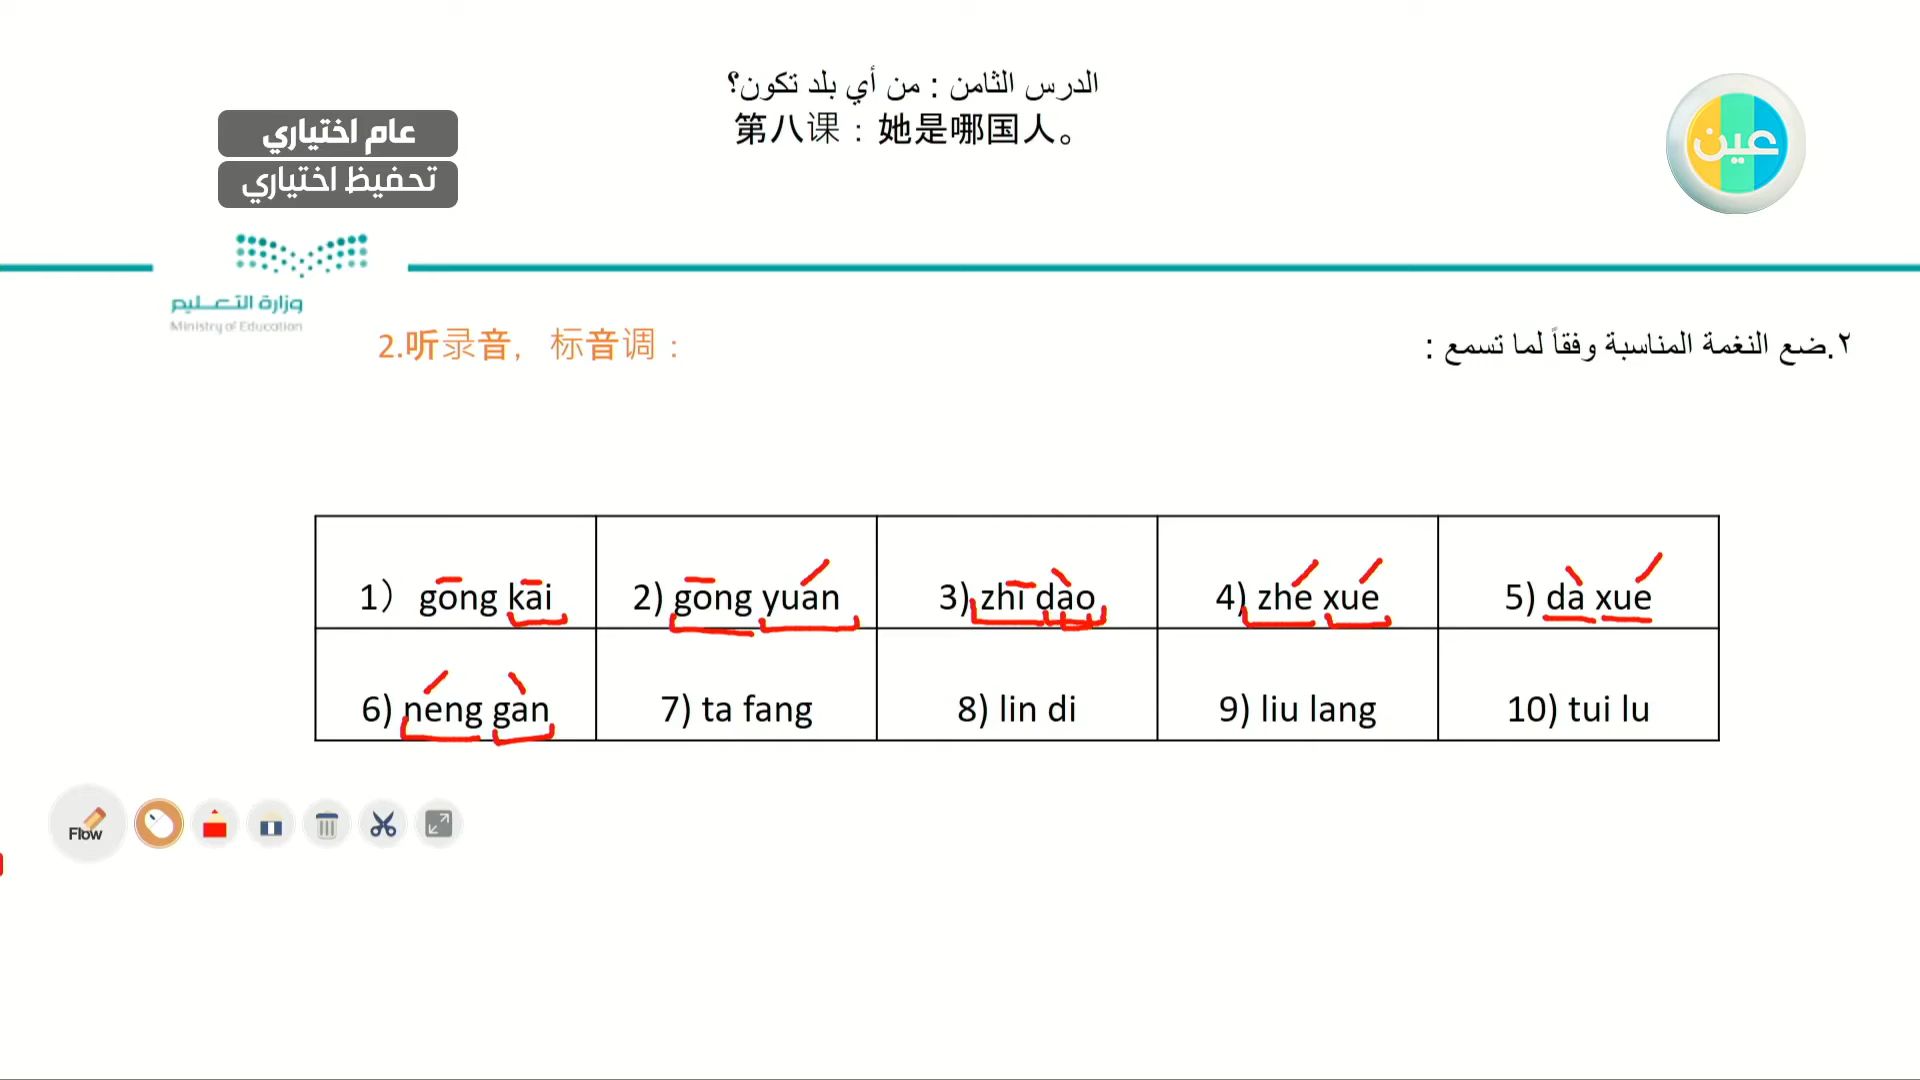 الدرس الثامن : من أي بلد تكون؟
第八课：她是哪国人。
عام اختياري
تحفيظ اختياري
عين
وزارة التعليم
Ministry of Education
2.听录音，标音调：
٢.ضع النغمة المناسبة وفقاً لما تسمع :
1）gōng kāi
2) gōng yuán
3) zhī dào
4) zhé xué
5) dà xué
6) néng gàn
7) ta fang
8) lin di
9) liu lang
10) tui lu
Flow